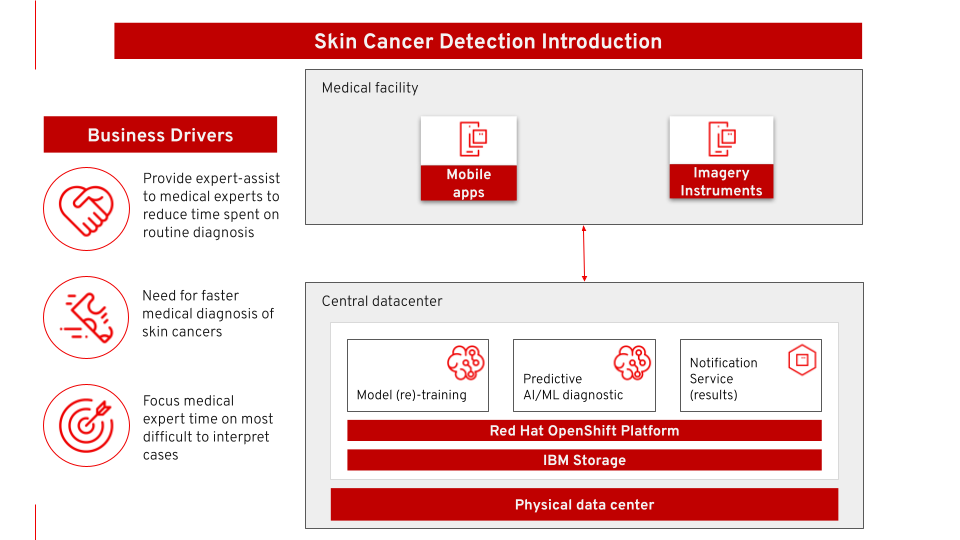 Skin Cancer Detection Introduction
Business Drivers
Provide expert-assist
to medical experts to
reduce time spent on
routine diagnosis
Need for faster
medical diagnosis of
skin cancers
Focus medical
expert time on most
difficult to interpret
cases
Medical facility
Mobile
apps
Imagery
Instruments
Central datacenter
Model (re)-training
Predictive
AI/ML diagnostic
Notification
Service
(results)
Red Hat OpenShift Platform
IBM Storage
Physical data center